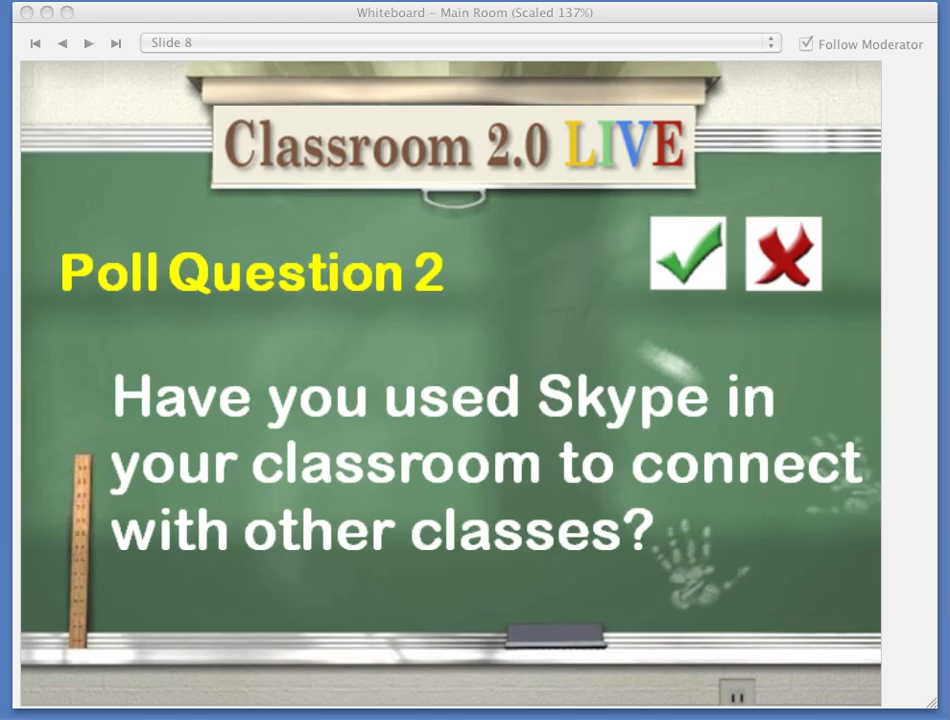 Whiteboard – Main Room (Scaled 137%)
Slide 8
Follow Moderator
Classroom 2.0 LIVE
Poll Question 2
Have you used Skype in
your classroom to connect
with other classes?